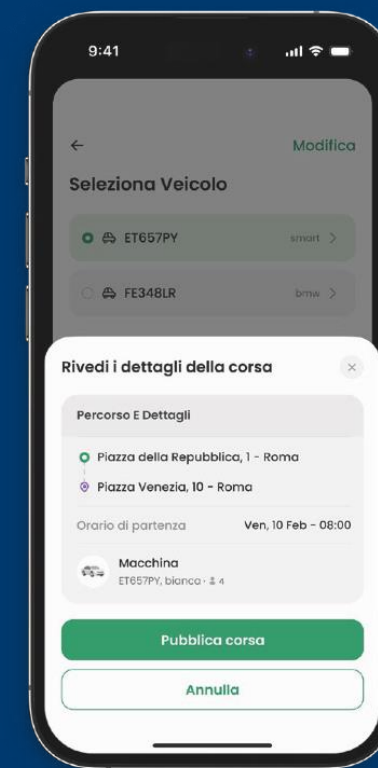 9:41
Modifica
Seleziona Veicolo
ET657PY smart
FE348LR bmw
Rivedi i dettagli della corsa
Percorso E Dettagli
Piazza della Repubblica, 1 - Roma
Piazza Venezia, 10 - Roma
Orario di partenza Ven, 10 Feb - 08:00
Macchina
ET657PY, bianca · 4
Pubblica corsa
Annulla